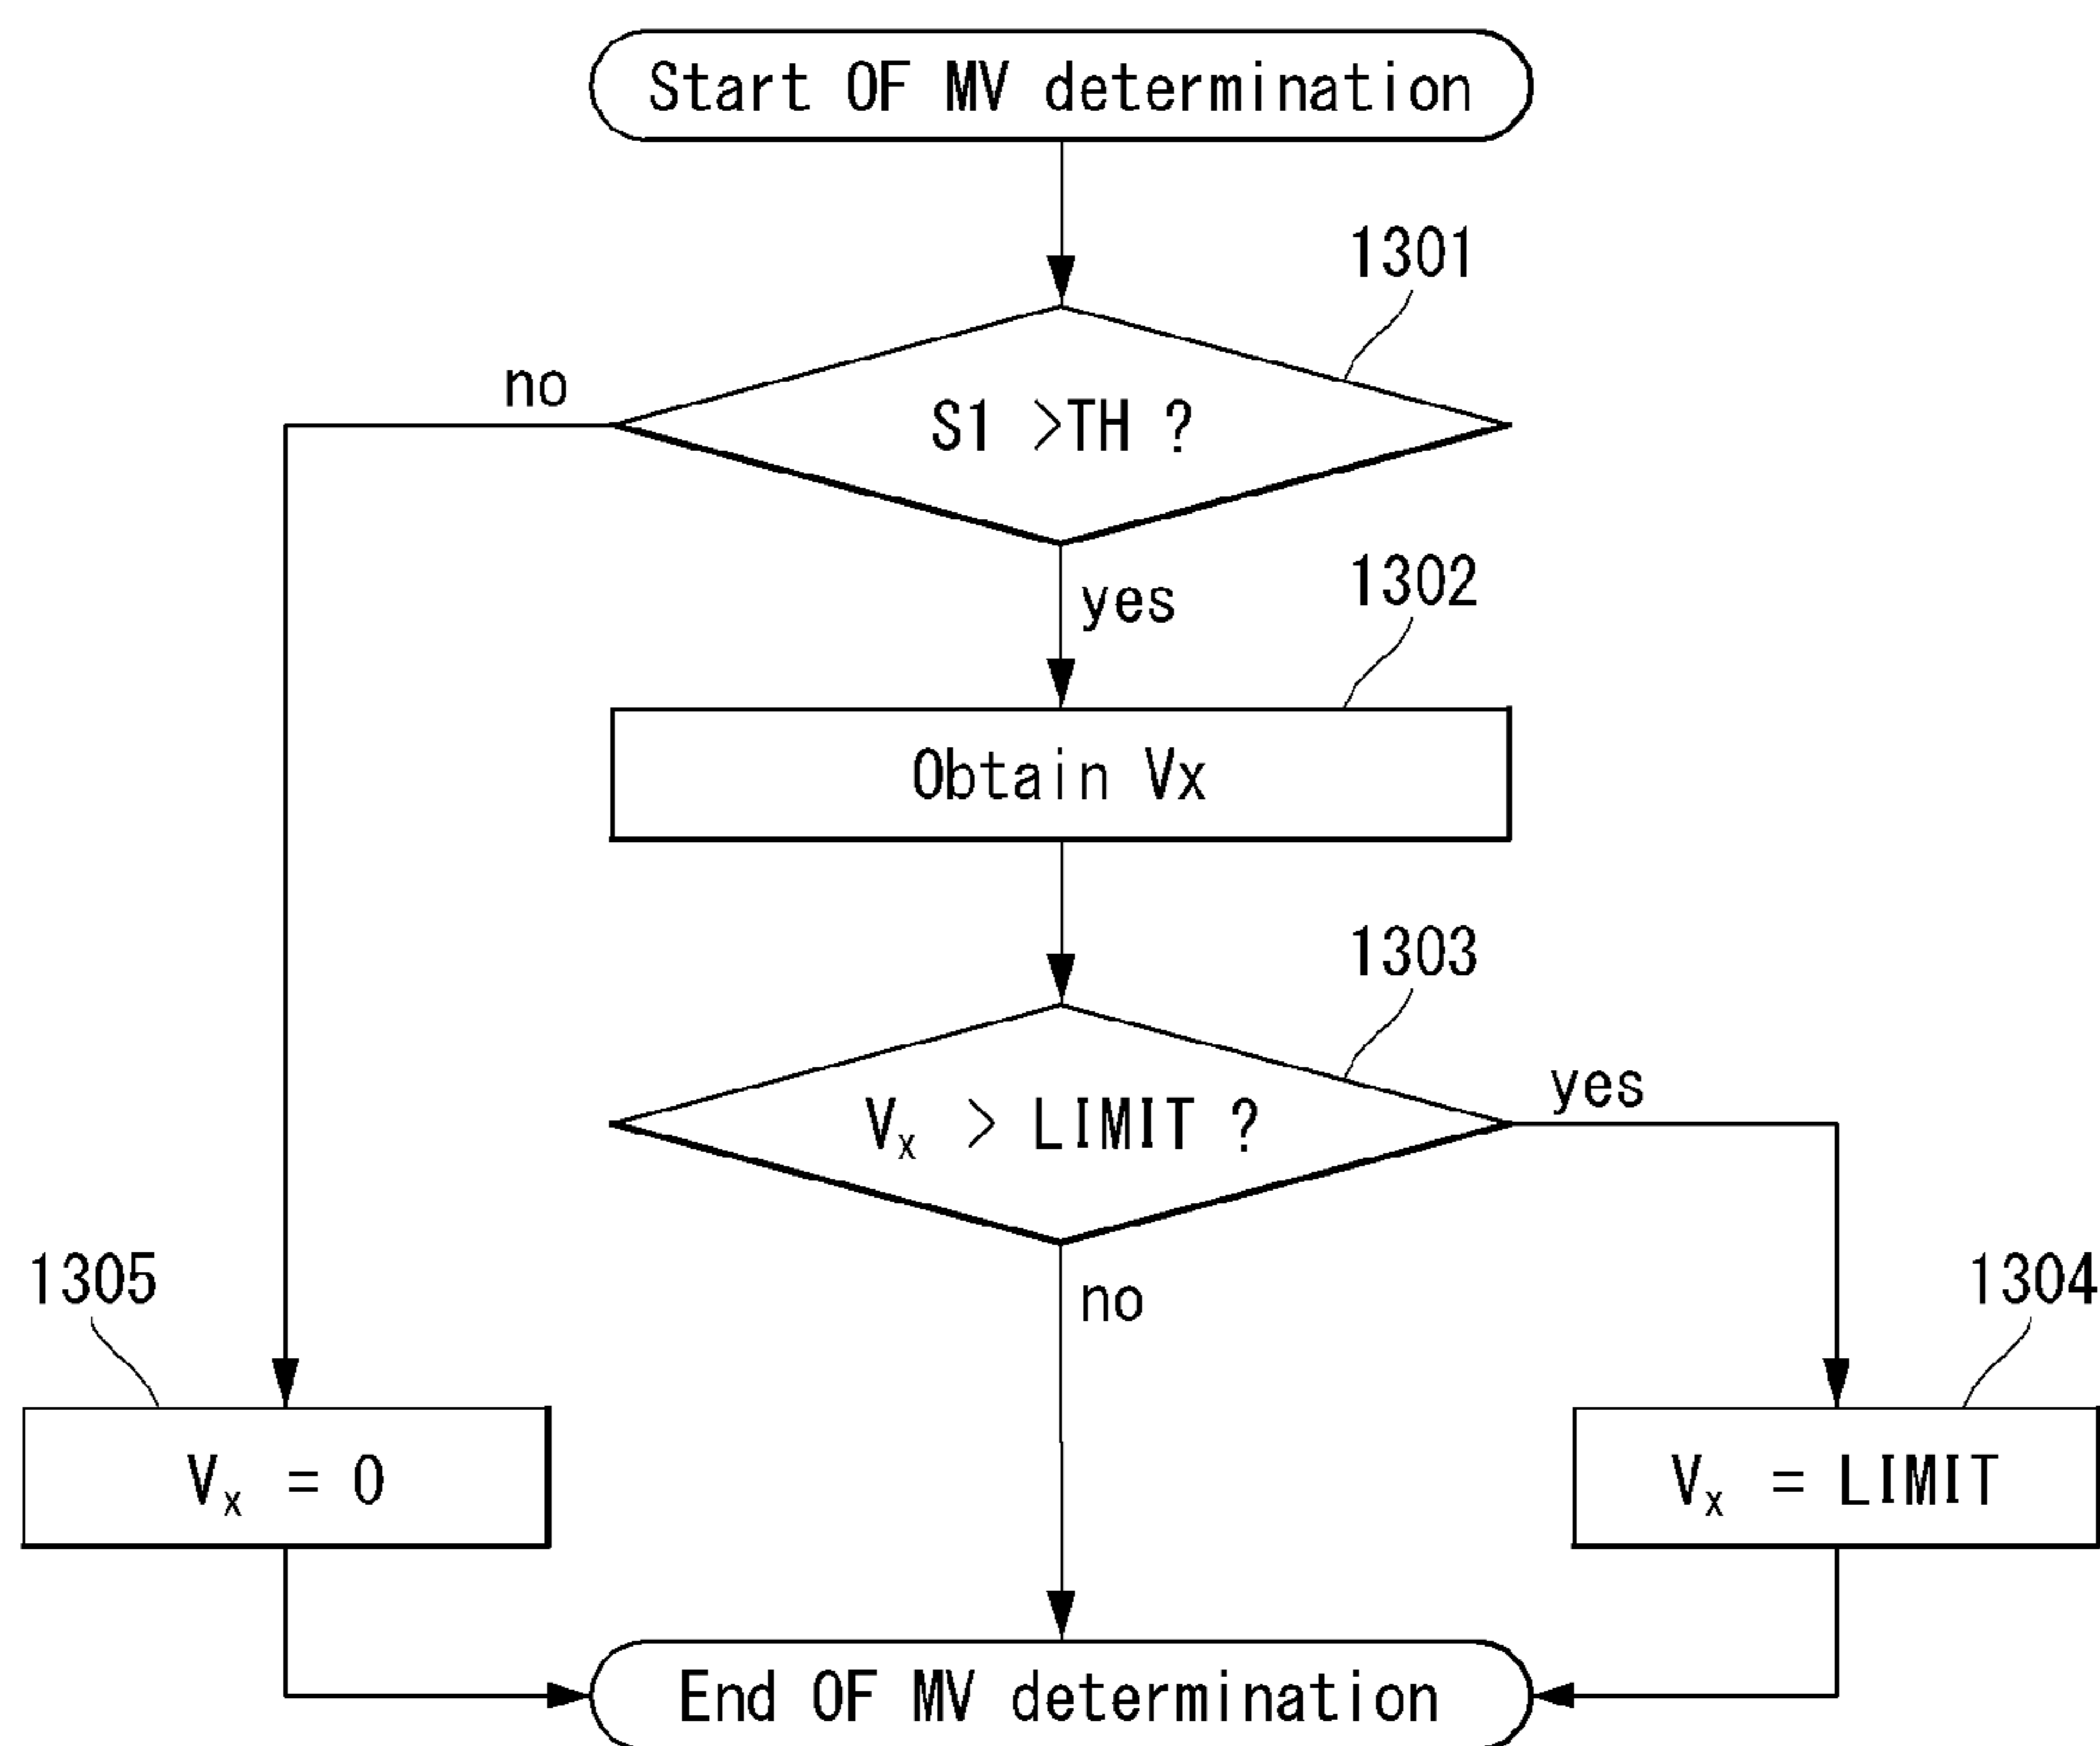 Start OF MV determination
1301
no
S1 >TH ?
yes
1302
Obtain Vx
1303
Vₓ > LIMIT ?
yes
no
1305
1304
Vₓ = 0
Vₓ = LIMIT
End OF MV determination